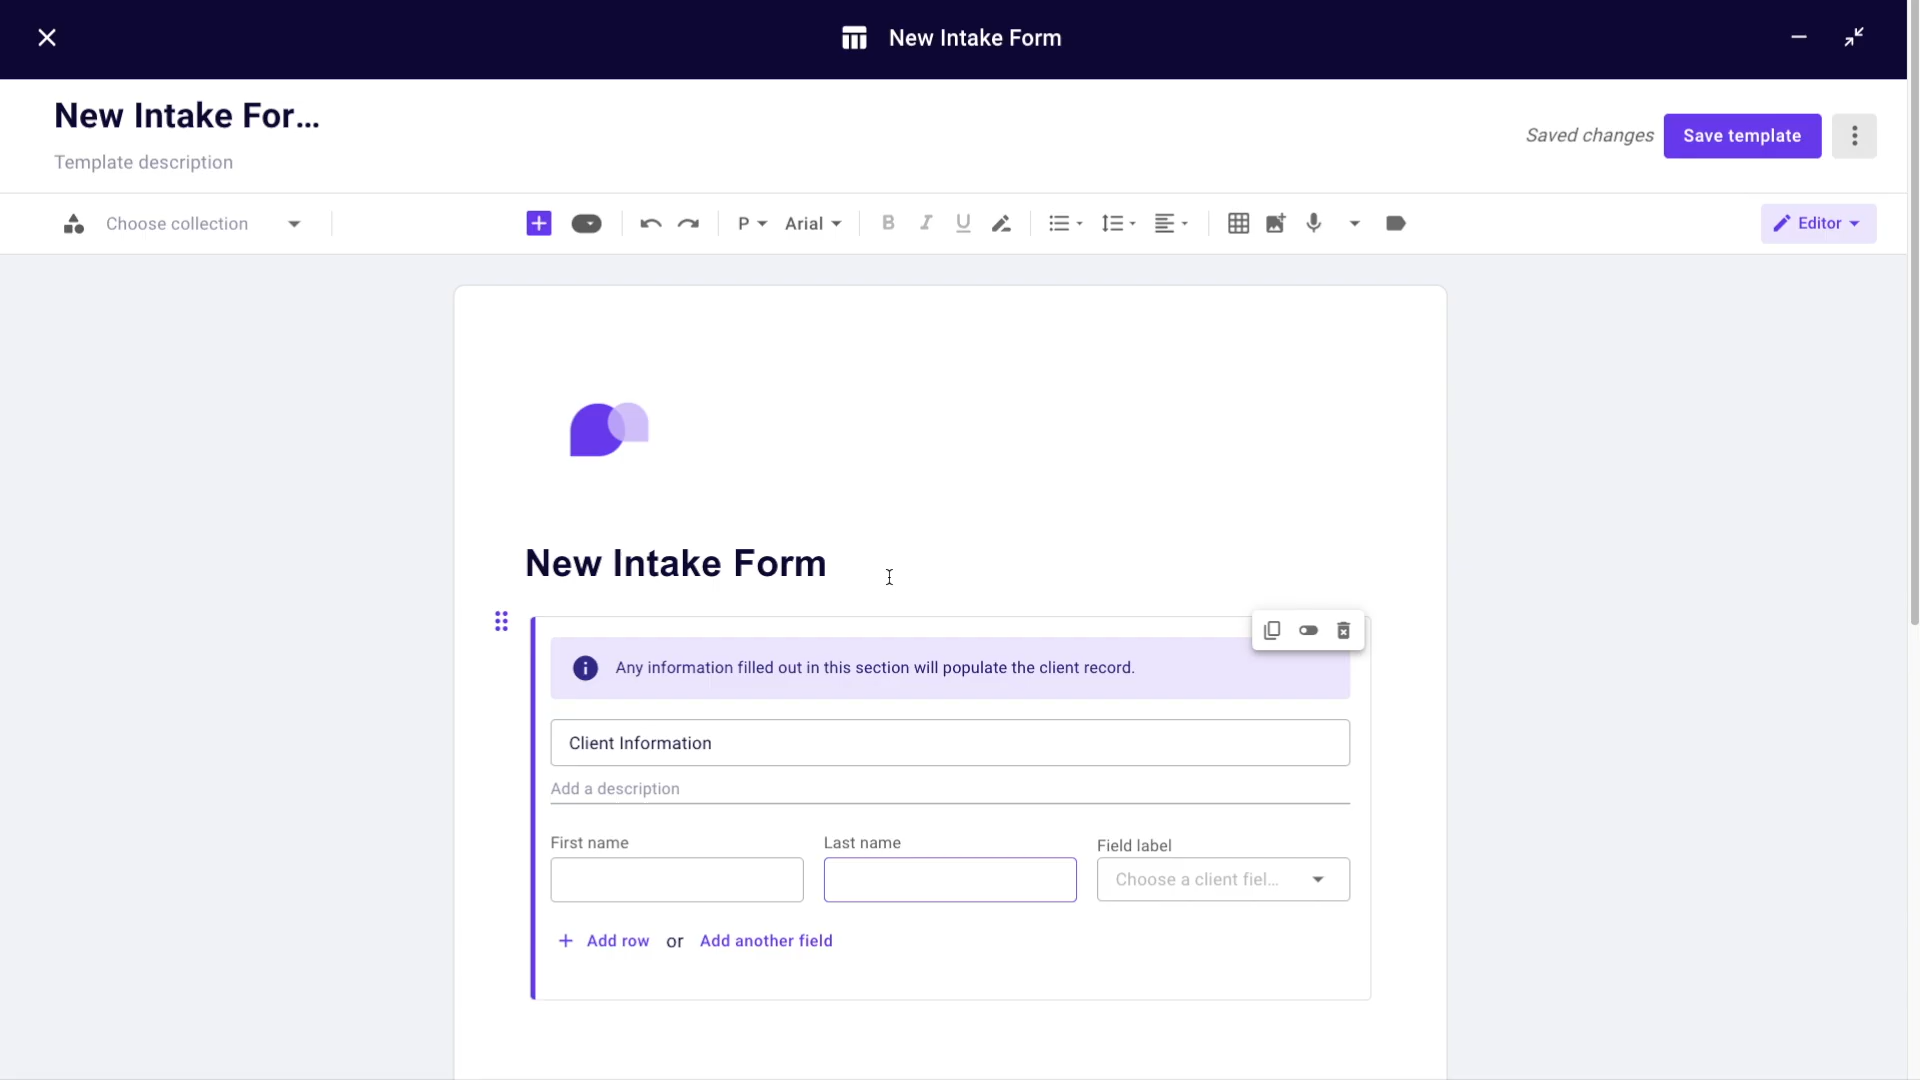 New Intake Form
New Intake For...
Template description
Saved changes
Save template
Choose collection
P
Arial
B I U
Editor
New Intake Form
Any information filled out in this section will populate the client record.
Client Information
Add a description
First name
Last name
Field label
Choose a client fiel...
+ Add row or Add another field